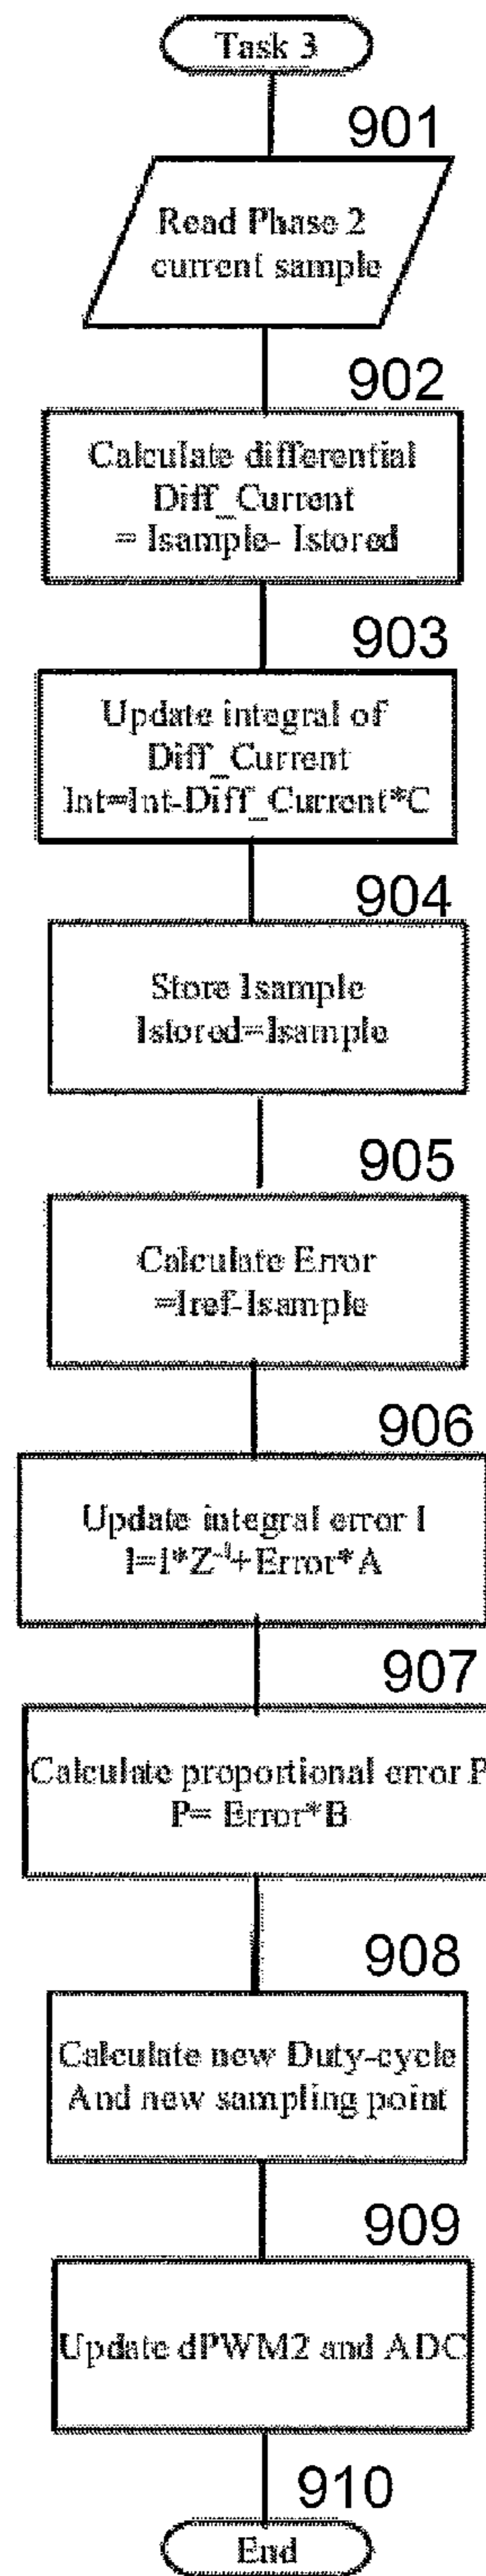 Task 3
901
Read Phase 2
current sample
902
Calculate differential
Diff_Current
= Isample- Istored
903
Update integral of
Diff_Current
Int=Int-Diff_Current*C
904
Store Isample
Istored=Isample
905
Calculate Error
=Iref-Isample
906
Update integral error I
I=I*Z⁻¹+Error*A
907
Calculate proportional error P
P= Error*B
908
Calculate new Duty-cycle
And new sampling point
909
Update dPWM2 and ADC
910
End